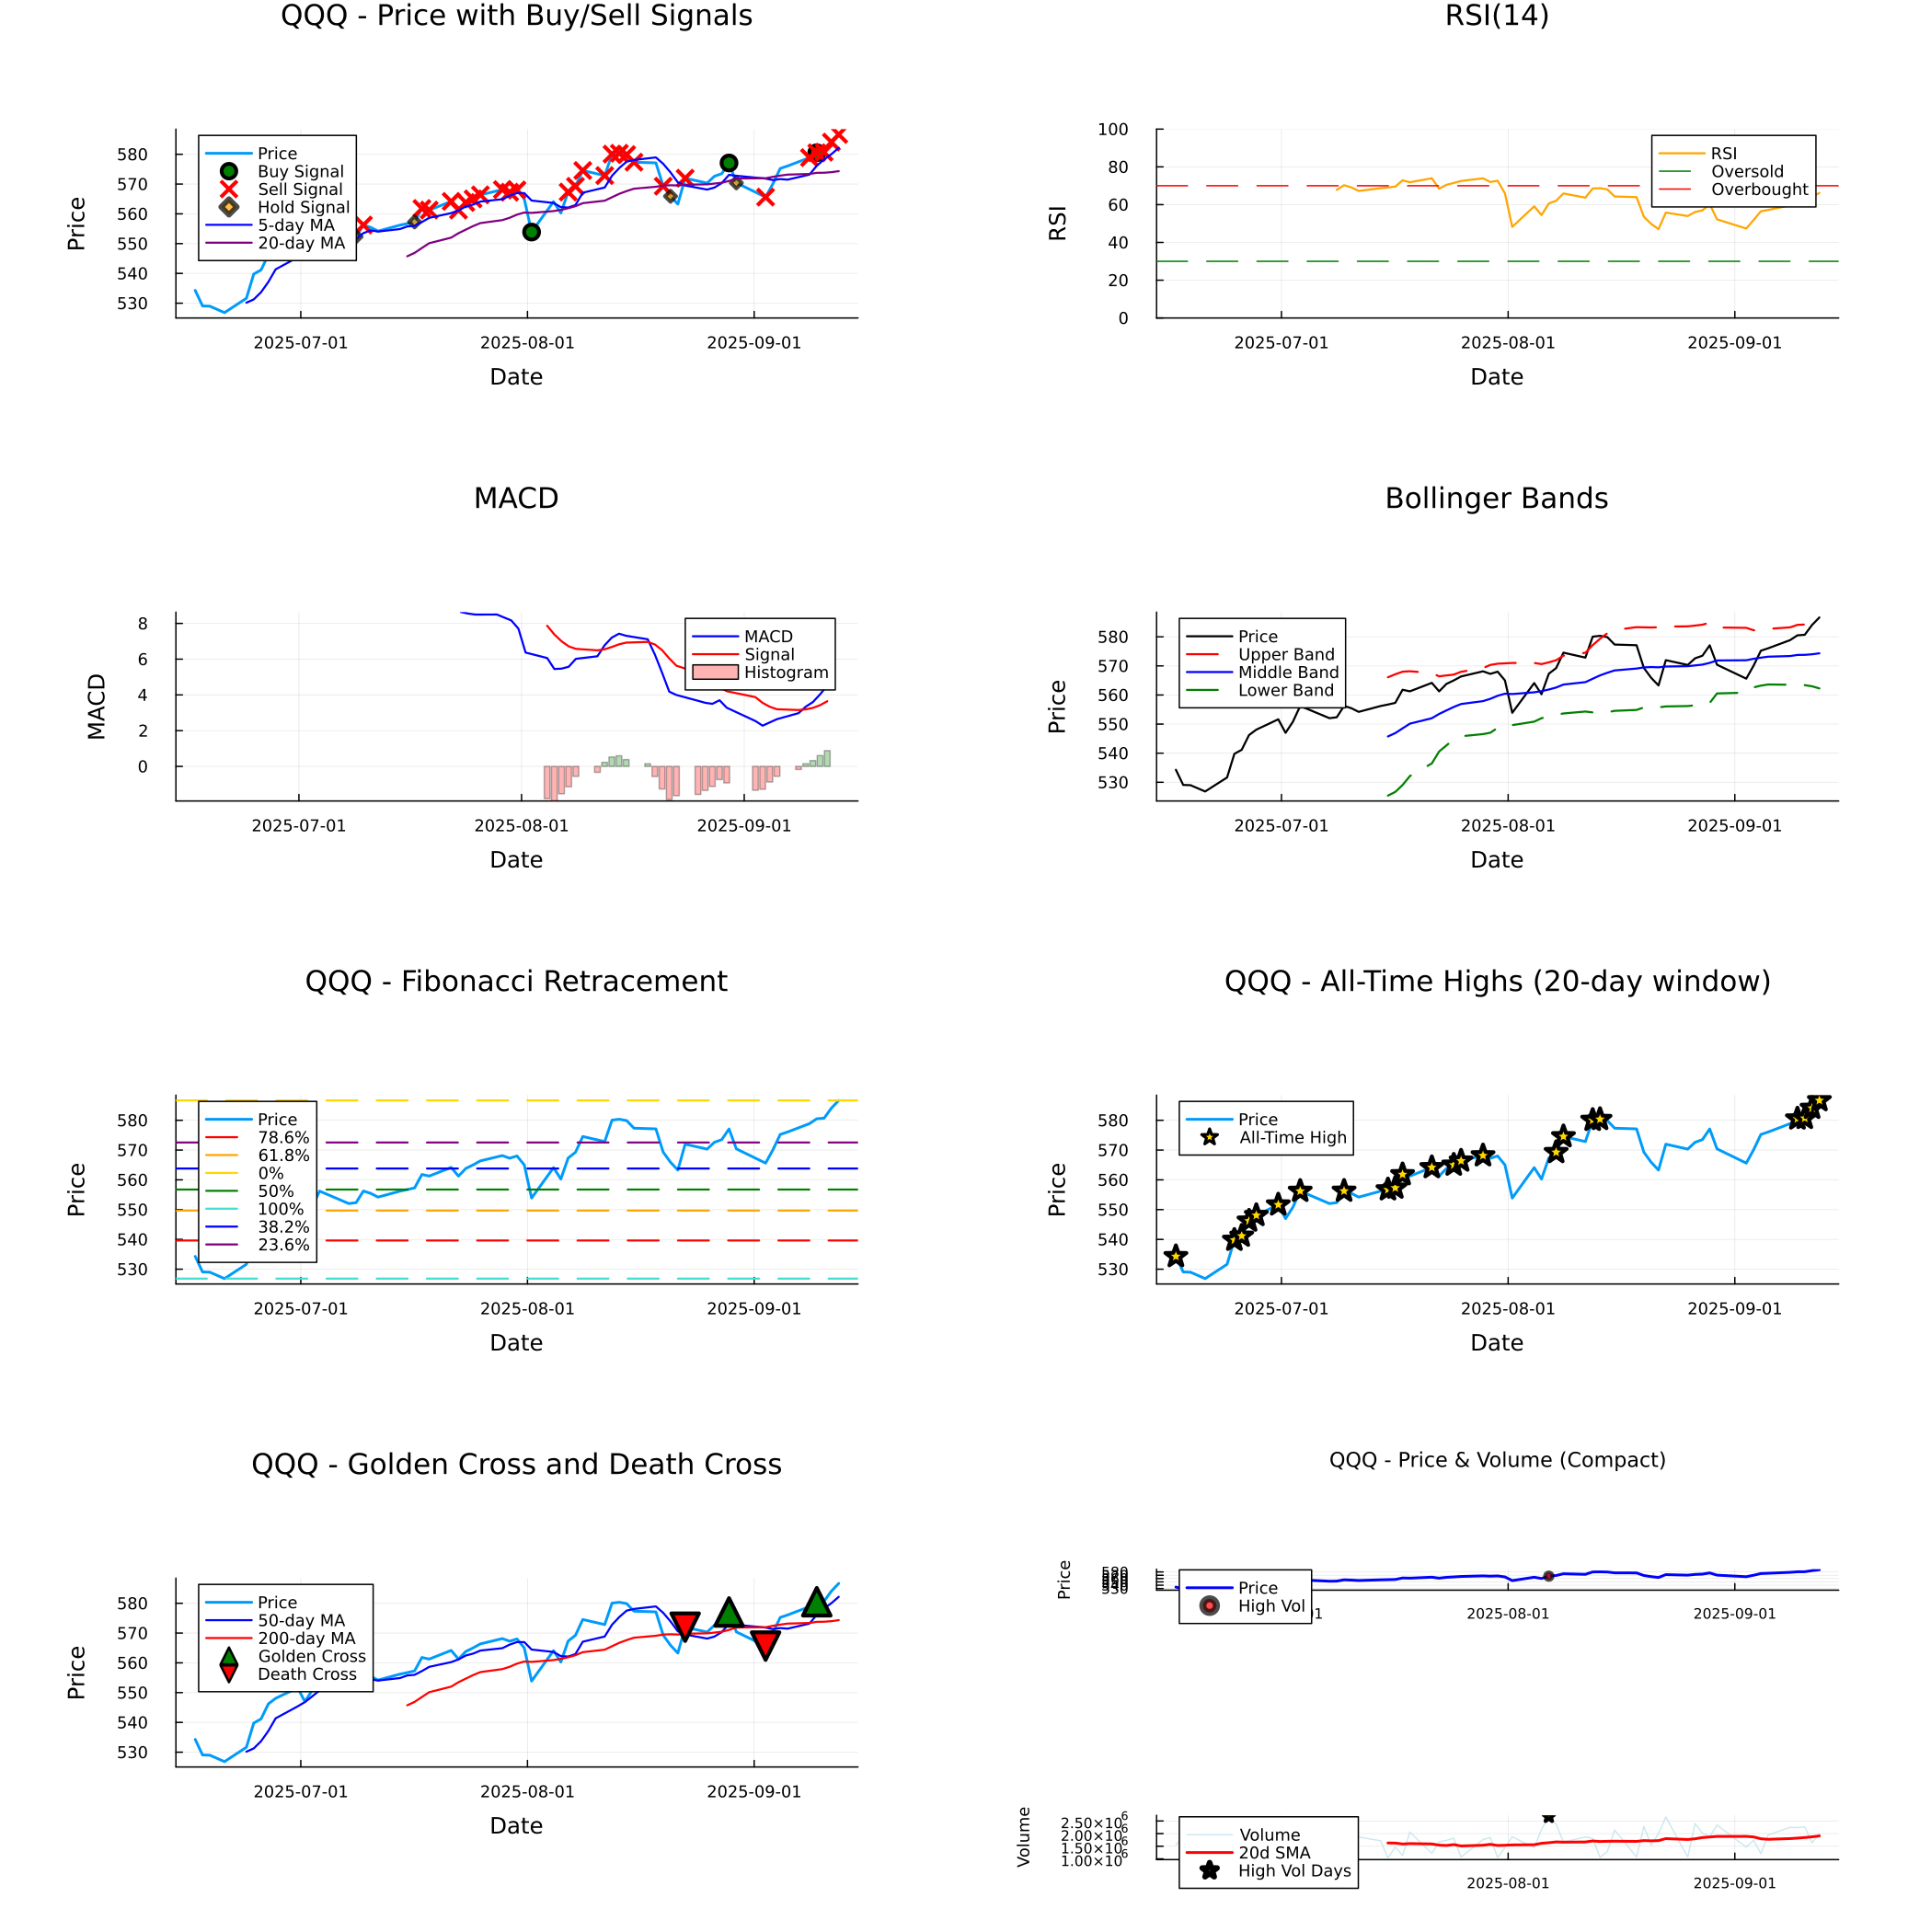 QQQ - Price with Buy/Sell Signals
Price
580
570
560
550
540
530
Price
Buy Signal
Sell Signal
Hold Signal
5-day MA
20-day MA
2025-07-01
2025-08-01
2025-09-01
Date
RSI(14)
RSI
100
80
60
40
20
0
RSI
Oversold
Overbought
2025-07-01
2025-08-01
2025-09-01
Date
MACD
MACD
8
6
4
2
0
MACD
Signal
Histogram
2025-07-01
2025-08-01
2025-09-01
Date
Bollinger Bands
Price
580
570
560
550
540
530
Price
Upper Band
Middle Band
Lower Band
2025-07-01
2025-08-01
2025-09-01
Date
QQQ - Fibonacci Retracement
Price
580
570
560
550
540
530
Price
78.6%
61.8%
0%
50%
100%
38.2%
23.6%
2025-07-01
2025-08-01
2025-09-01
Date
QQQ - All-Time Highs (20-day window)
Price
580
570
560
550
540
530
Price
All-Time High
2025-07-01
2025-08-01
2025-09-01
Date
QQQ - Golden Cross and Death Cross
Price
580
570
560
550
540
530
Price
50-day MA
200-day MA
Golden Cross
Death Cross
2025-07-01
2025-08-01
2025-09-01
Date
QQQ - Price & Volume (Compact)
Price
Price
High Vol
2025-08-01
2025-09-01
Volume
2.50×10⁶
2.00×10⁶
1.50×10⁶
1.00×10⁶
Volume
20d SMA
High Vol Days
2025-08-01
2025-09-01